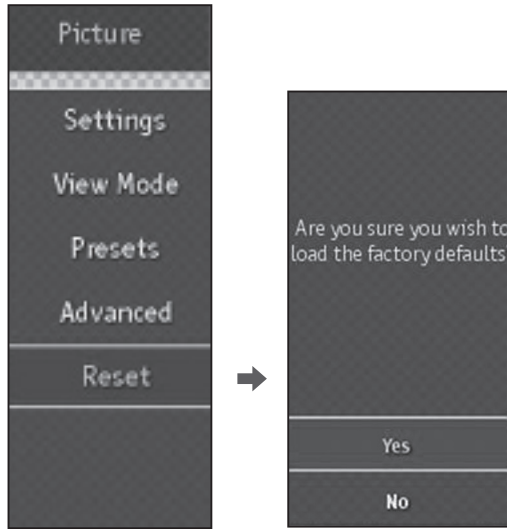 Picture
Settings
View Mode
Presets
Advanced
Reset
Are you sure you wish to
load the factory defaults
Yes
No